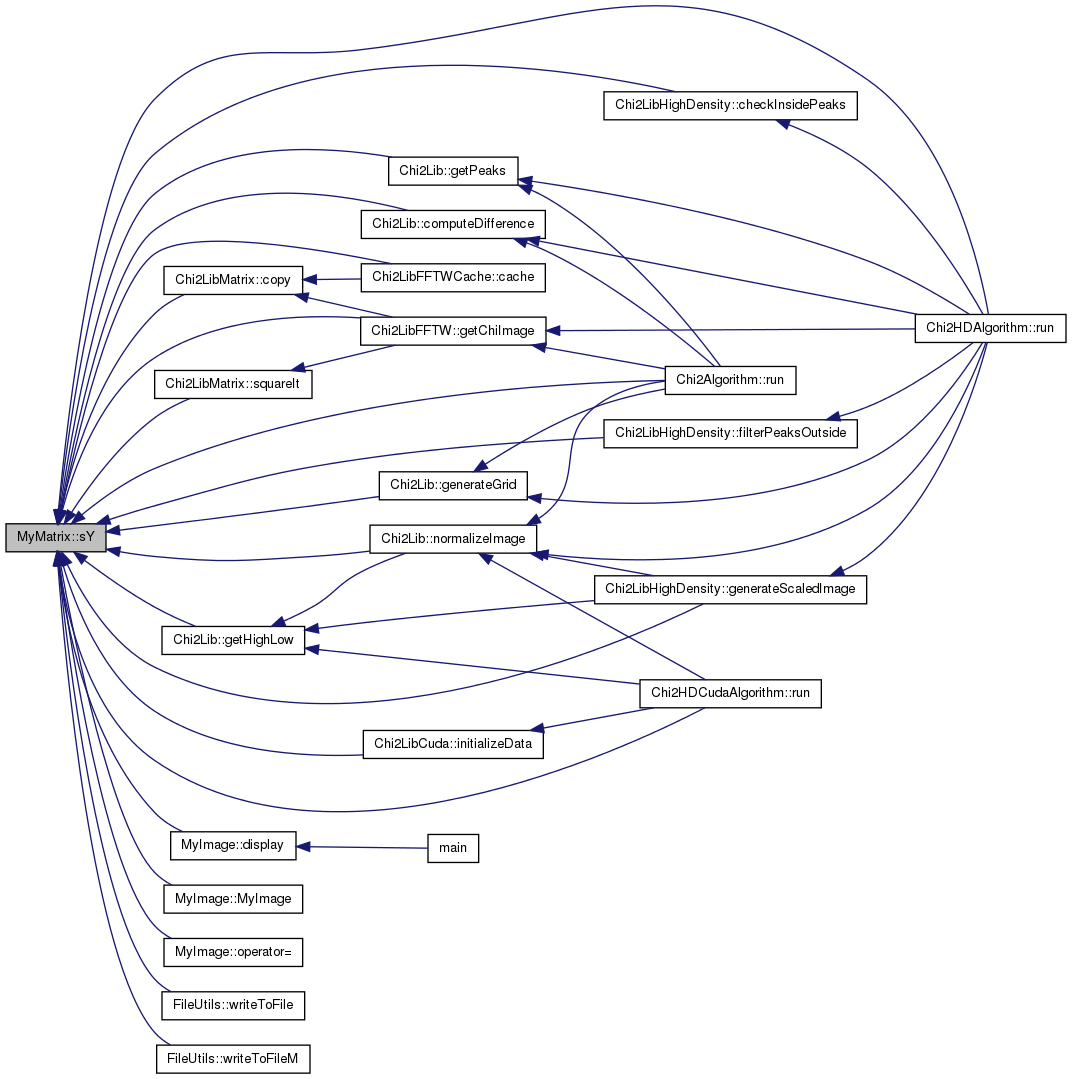 Chi2LibHighDensity::checkInsidePeaks
Chi2Lib::getPeaks
Chi2Lib::computeDifference
Chi2LibMatrix::copy
Chi2LibFFTWCache::cache
Chi2LibFFTW::getChiImage
Chi2HDAlgorithm::run
Chi2LibMatrix::squareIt
Chi2Algorithm::run
Chi2LibHighDensity::filterPeaksOutside
Chi2Lib::generateGrid
MyMatrix::sY
Chi2Lib::normalizeImage
Chi2LibHighDensity::generateScaledImage
Chi2Lib::getHighLow
Chi2HDCudaAlgorithm::run
Chi2LibCuda::initializeData
MyImage::display
main
MyImage::MyImage
MyImage::operator=
FileUtils::writeToFile
FileUtils::writeToFileM